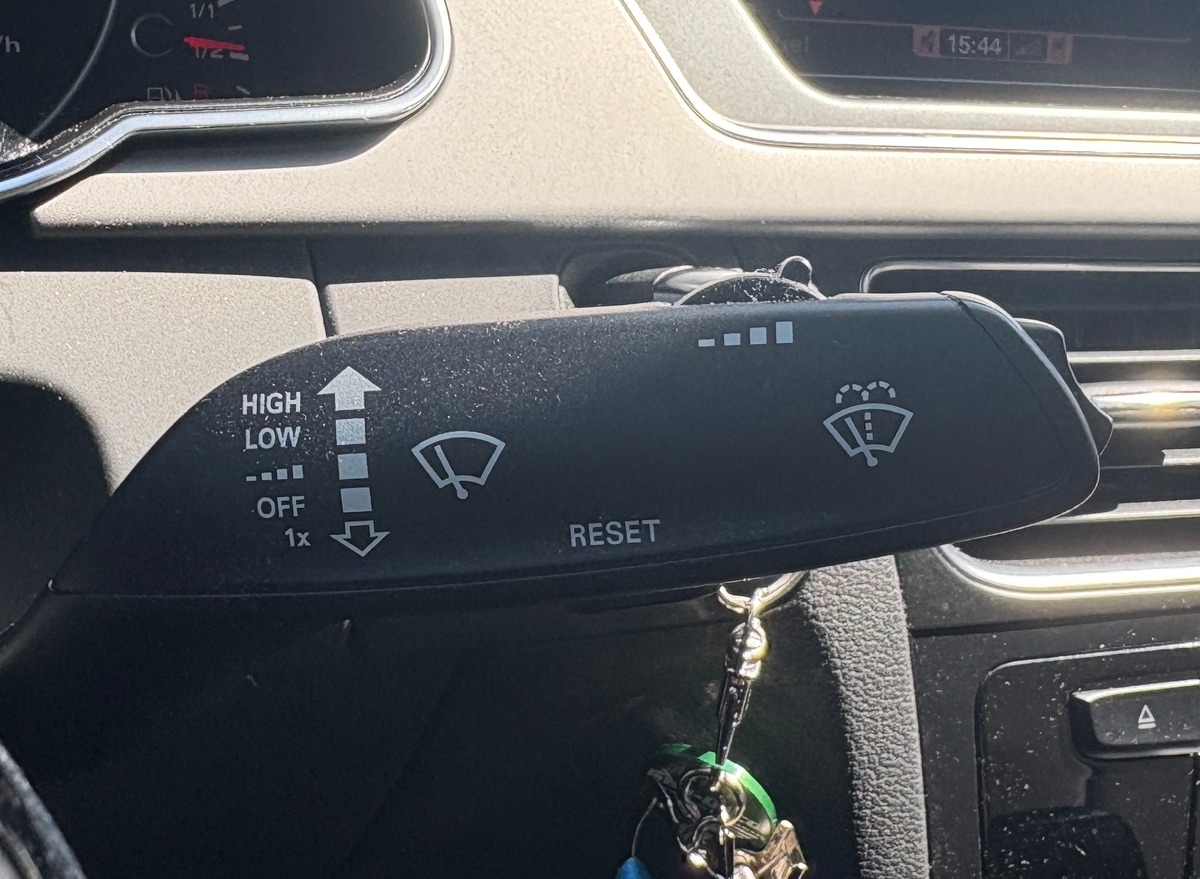 1/1
/h
1/2
15:44
HIGH
LOW
OFF
1x
RESET